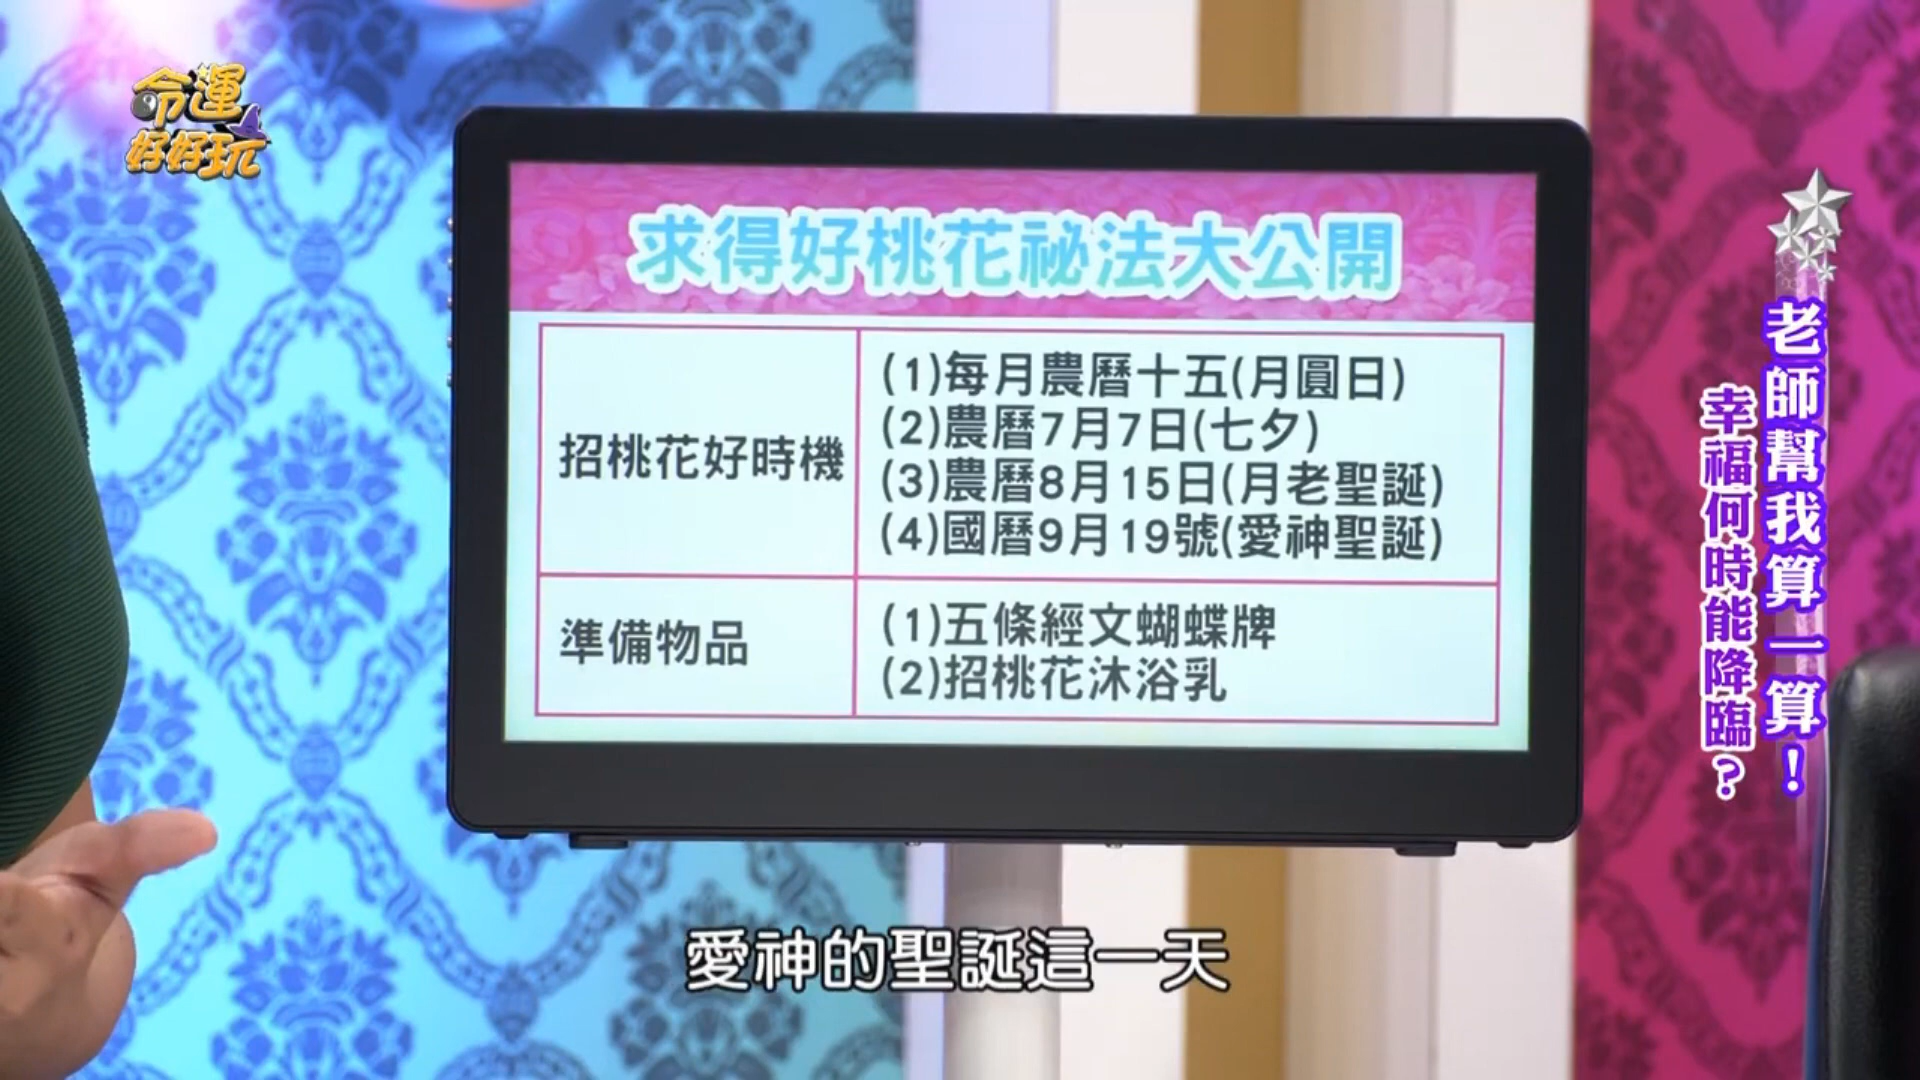 命運
好好玩
求得好桃花祕法大公開
招桃花好時機
(1)每月農曆十五(月圓日)
(2)農曆7月7日(七夕)
(3)農曆8月15日(月老聖誕)
(4)國曆9月19號(愛神聖誕)
準備物品
(1)五條經文蝴蝶牌
(2)招桃花沐浴乳
老師幫我算一算！
幸福何時能降臨？
愛神的聖誕這一天